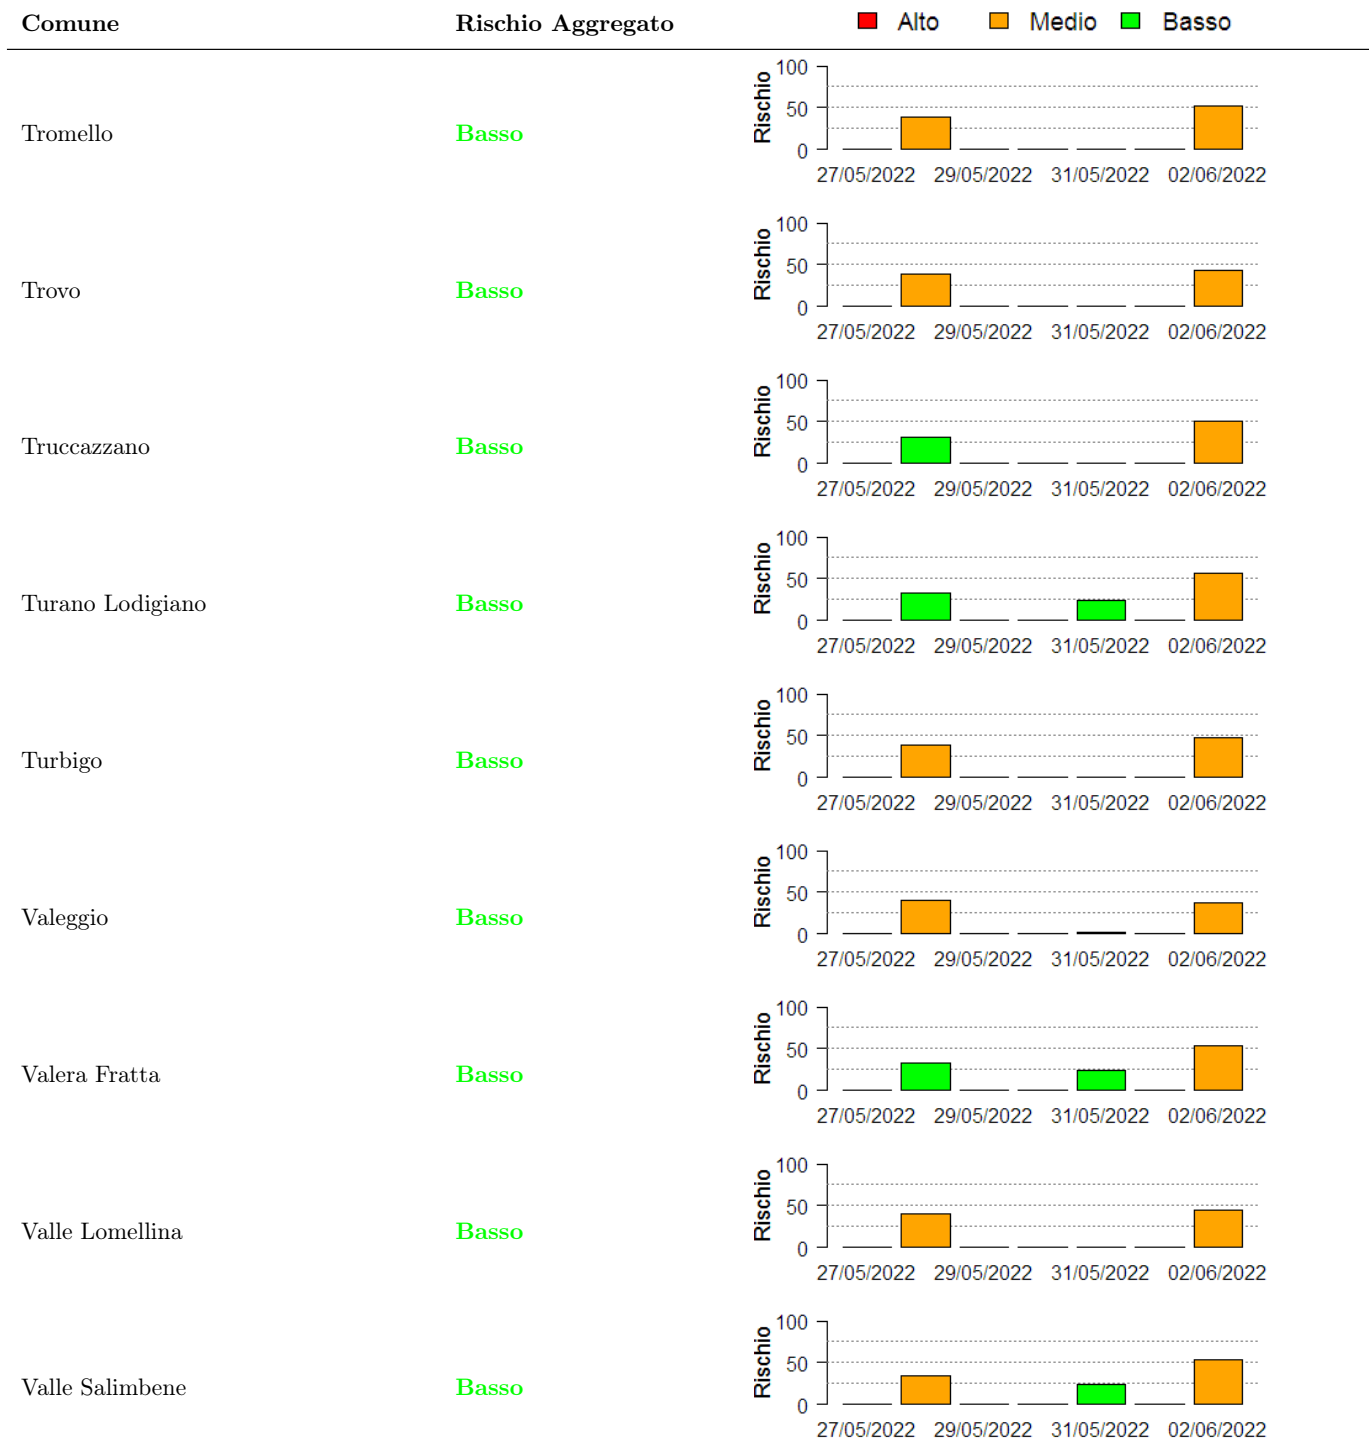 Comune Rischio Aggregato Alto Medio Basso
100
50
0
Rischio
Tromello Basso
27/05/2022 29/05/2022 31/05/2022 02/06/2022
100
50
0
Rischio
Trovo Basso
27/05/2022 29/05/2022 31/05/2022 02/06/2022
100
50
0
Rischio
Truccazzano Basso
27/05/2022 29/05/2022 31/05/2022 02/06/2022
100
50
0
Rischio
Turano Lodigiano Basso
27/05/2022 29/05/2022 31/05/2022 02/06/2022
100
50
0
Rischio
Turbigo Basso
27/05/2022 29/05/2022 31/05/2022 02/06/2022
100
50
0
Rischio
Valeggio Basso
27/05/2022 29/05/2022 31/05/2022 02/06/2022
100
50
0
Rischio
Valera Fratta Basso
27/05/2022 29/05/2022 31/05/2022 02/06/2022
100
50
0
Rischio
Valle Lomellina Basso
27/05/2022 29/05/2022 31/05/2022 02/06/2022
100
50
0
Rischio
Valle Salimbene Basso
27/05/2022 29/05/2022 31/05/2022 02/06/2022